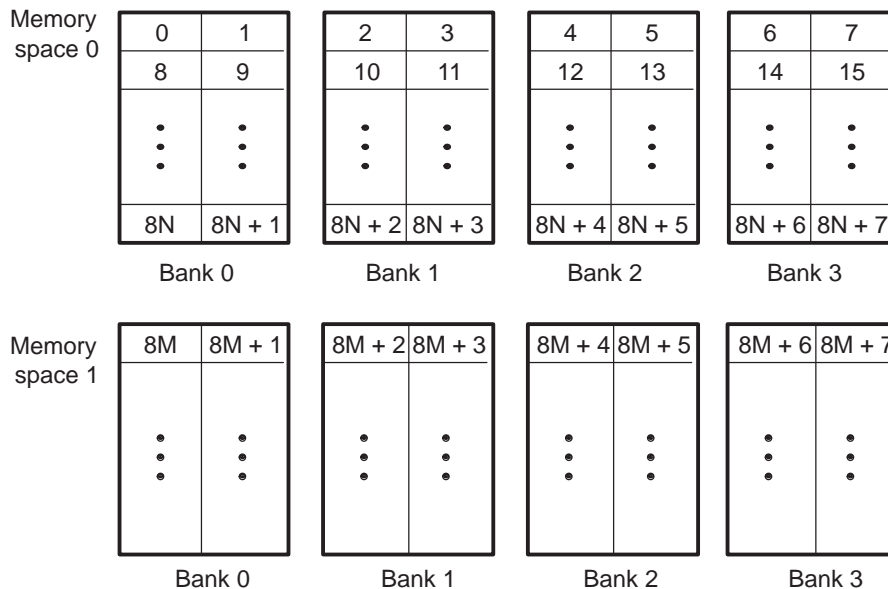 Memory space 0
0 1 2 3 4 5 6 7
8 9 10 11 12 13 14 15
8N 8N + 1 8N + 2 8N + 3 8N + 4 8N + 5 8N + 6 8N + 7
Bank 0 Bank 1 Bank 2 Bank 3
Memory space 1
8M 8M + 1 8M + 2 8M + 3 8M + 4 8M + 5 8M + 6 8M + 7
Bank 0 Bank 1 Bank 2 Bank 3